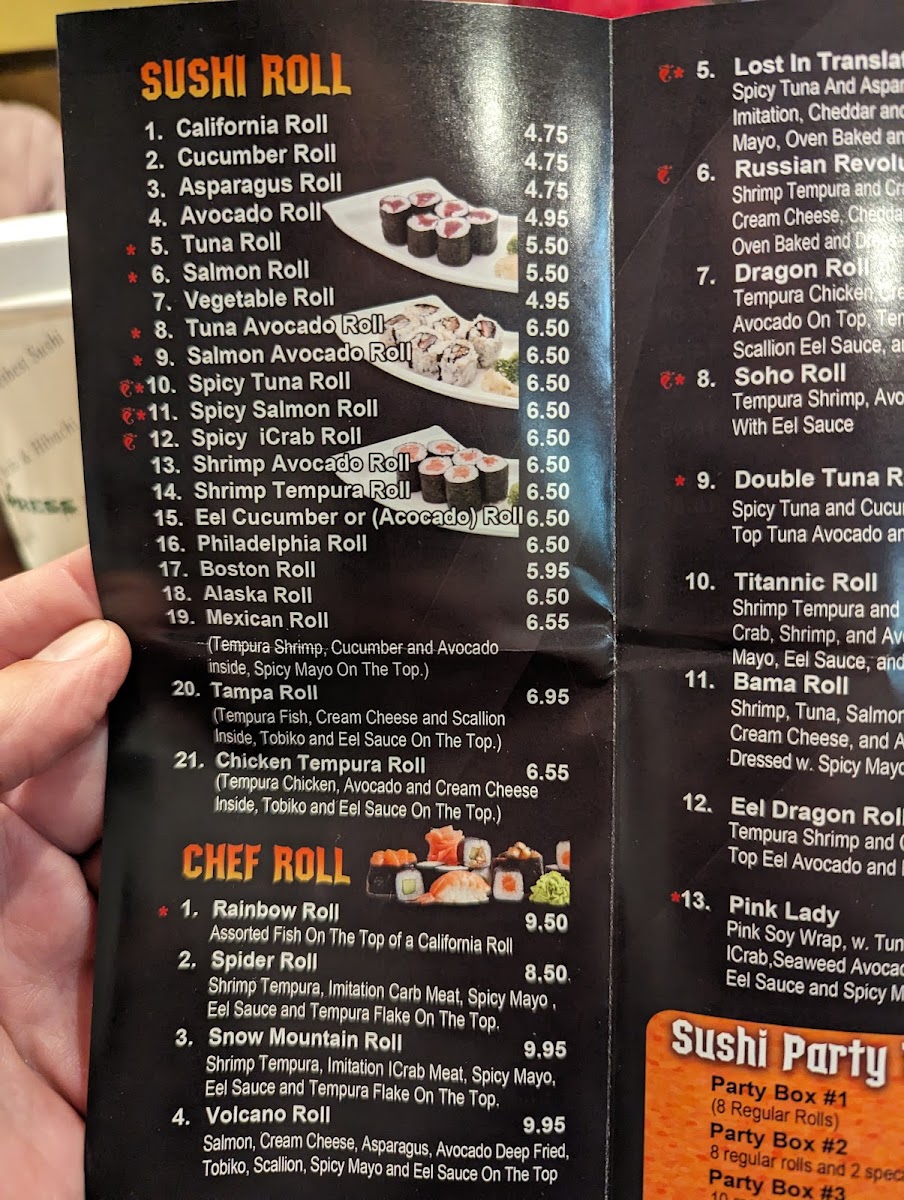 SUSHI ROLL
1. California Roll 4.75
2. Cucumber Roll 4.75
3. Asparagus Roll 4.75
4. Avocado Roll 4.95
* 5. Tuna Roll 5.50
* 6. Salmon Roll 5.50
7. Vegetable Roll 4.95
* 8. Tuna Avocado Roll 6.50
* 9. Salmon Avocado Roll 6.50
*10. Spicy Tuna Roll 6.50
*11. Spicy Salmon Roll 6.50
12. Spicy iCrab Roll 6.50
13. Shrimp Avocado Roll 6.50
14. Shrimp Tempura Roll 6.50
15. Eel Cucumber or (Acocado) Roll 6.50
16. Philadelphia Roll 6.50
17. Boston Roll 5.95
18. Alaska Roll 6.50
19. Mexican Roll 6.55
(Tempura Shrimp, Cucumber and Avocado
inside, Spicy Mayo On The Top.)
20. Tampa Roll 6.95
(Tempura Fish, Cream Cheese and Scallion
Inside, Tobiko and Eel Sauce On The Top.)
21. Chicken Tempura Roll 6.55
(Tempura Chicken, Avocado and Cream Cheese
Inside, Tobiko and Eel Sauce On The Top.)
CHEF ROLL
* 1. Rainbow Roll 9.50
Assorted Fish On The Top of a California Roll
2. Spider Roll 8.50
Shrimp Tempura, Imitation Carb Meat, Spicy Mayo ,
Eel Sauce and Tempura Flake On The Top.
3. Snow Mountain Roll 9.95
Shrimp Tempura, Imitation ICrab Meat, Spicy Mayo,
Eel Sauce and Tempura Flake On The Top.
4. Volcano Roll 9.95
Salmon, Cream Cheese, Asparagus, Avocado Deep Fried,
Tobiko, Scallion, Spicy Mayo and Eel Sauce On The Top
* 5. Lost In
Spicy Tuna And
Imitation, Cheddar
Mayo, Oven Baked
6. Russian
Shrimp Tempura and
Cream Cheese,
Oven Baked and
7. Dragon Roll
Tempura Chicken
Avocado On Top,
Scallion Eel Sauce,
* 8. Soho Roll
Tempura Shrimp,
With Eel Sauce
* 9. Double Tuna
Spicy Tuna and
Top Tuna Avocado
10. Titannic Roll
Shrimp Tempura and
Crab, Shrimp, and
Mayo, Eel Sauce, and
11. Bama Roll
Shrimp, Tuna, Salmon
Cream Cheese, and
Dressed w. Spicy Mayo
12. Eel Dragon Roll
Tempura Shrimp and
Top Eel Avocado and
*13. Pink Lady
Pink Soy Wrap, w.
ICrab,Seaweed
Eel Sauce and Spicy
Sushi Party
Party Box #1
(8 Regular Rolls)
Party Box #2
8 regular rolls and 2
Party Box #3
Sushi
& Hibachi
PRESS